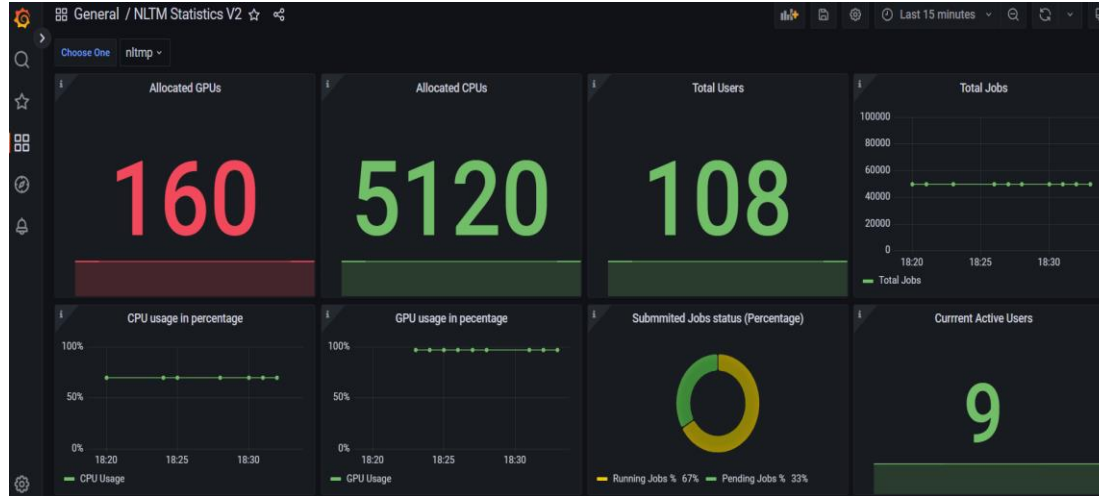 General / NLTM Statistics V2
Last 15 minutes
Choose One nltmp
Allocated GPUs
160
Allocated CPUs
5120
Total Users
108
Total Jobs
100000
80000
60000
40000
20000
0
18:20 18:25 18:30
Total Jobs
CPU usage in percentage
100%
50%
0%
18:20 18:25 18:30
CPU Usage
GPU usage in pecentage
100%
50%
0%
18:20 18:25 18:30
GPU Usage
Submmited Jobs status (Percentage)
Running Jobs % 67% Pending Jobs % 33%
Currrent Active Users
9